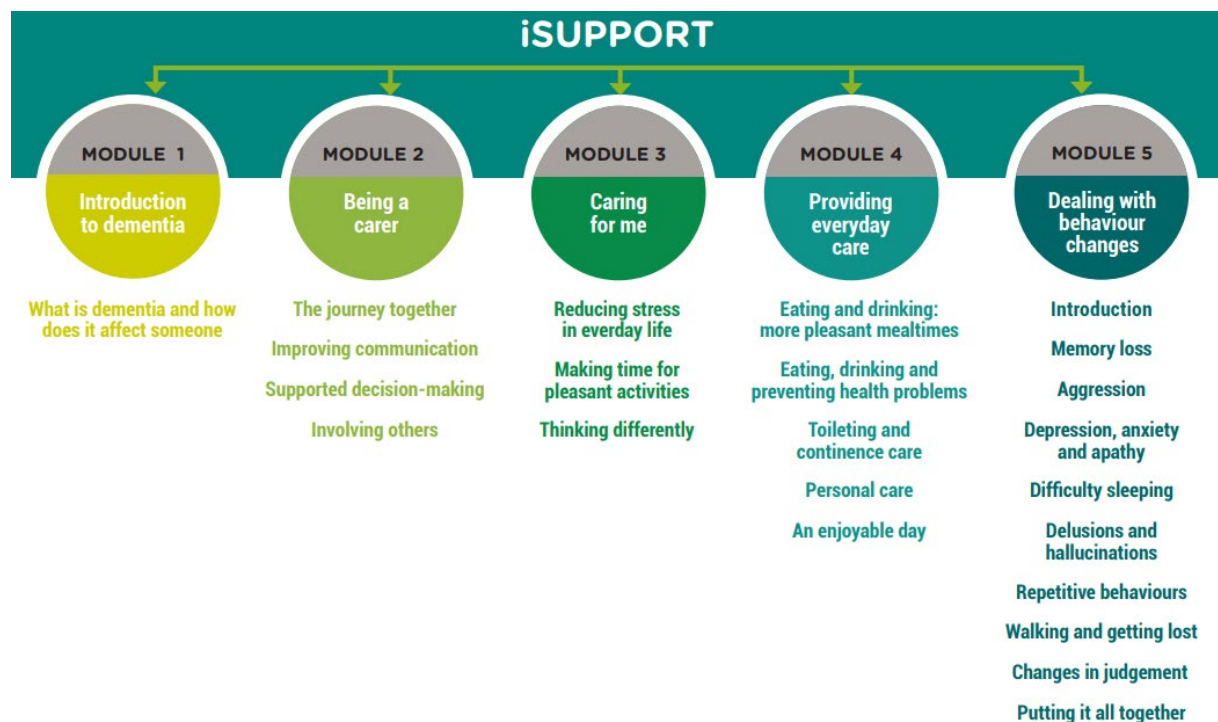 iSUPPORT
MODULE 1
Introduction
to dementia
What is dementia and how
does it affect someone
MODULE 2
Being a
carer
The journey together
Improving communication
Supported decision-making
Involving others
MODULE 3
Caring
for me
Reducing stress
in everday life
Making time for
pleasant activities
Thinking differently
MODULE 4
Providing
everyday
care
Eating and drinking:
more pleasant mealtimes
Eating, drinking and
preventing health problems
Toileting and
continence care
Personal care
An enjoyable day
MODULE 5
Dealing with
behaviour
changes
Introduction
Memory loss
Aggression
Depression, anxiety
and apathy
Difficulty sleeping
Delusions and
hallucinations
Repetitive behaviours
Walking and getting lost
Changes in judgement
Putting it all together